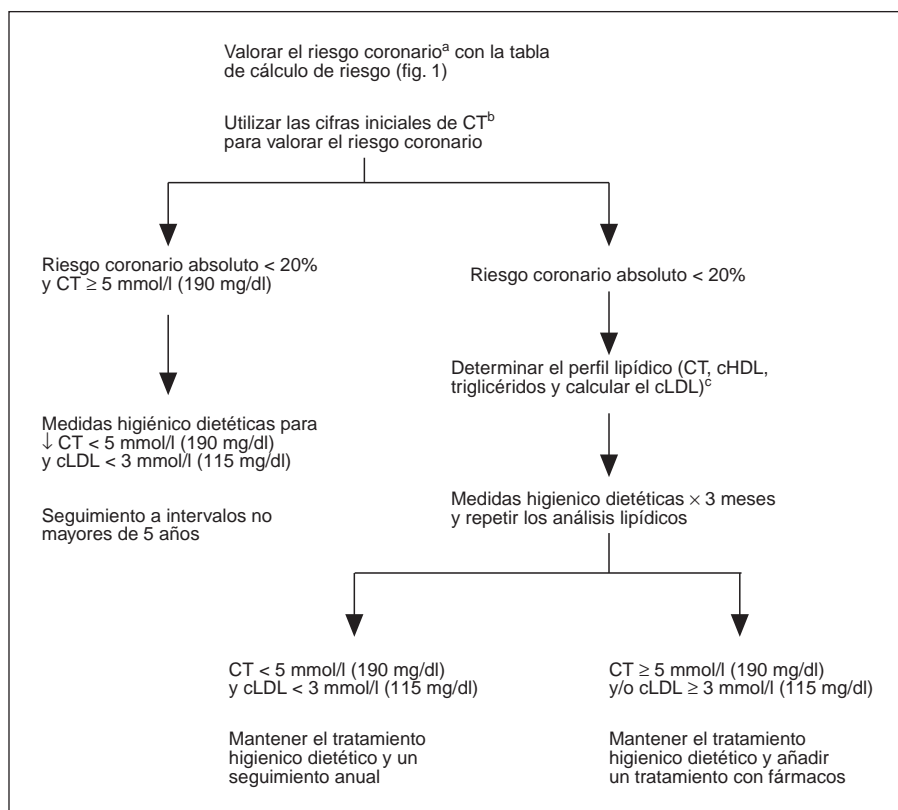 Valorar el riesgo coronarioᵃ con la tabla
de cálculo de riesgo (fig. 1)
Utilizar las cifras iniciales de CTᵇ
para valorar el riesgo coronario
Riesgo coronario absoluto < 20%
y CT ≥ 5 mmol/l (190 mg/dl)
Medidas higiénico dietéticas para
↓ CT < 5 mmol/l (190 mg/dl)
y cLDL < 3 mmol/l (115 mg/dl)
Seguimiento a intervalos no
mayores de 5 años
Riesgo coronario absoluto < 20%
Determinar el perfil lipídico (CT, cHDL,
triglicéridos y calcular el cLDL)ᶜ
Medidas higienico dietéticas × 3 meses
y repetir los análisis lipídicos
CT < 5 mmol/l (190 mg/dl)
y cLDL < 3 mmol/l (115 mg/dl)
Mantener el tratamiento
higienico dietético y un
seguimiento anual
CT ≥ 5 mmol/l (190 mg/dl)
y/o cLDL ≥ 3 mmol/l (115 mg/dl)
Mantener el tratamiento
higienico dietético y añadir
un tratamiento con fármacos